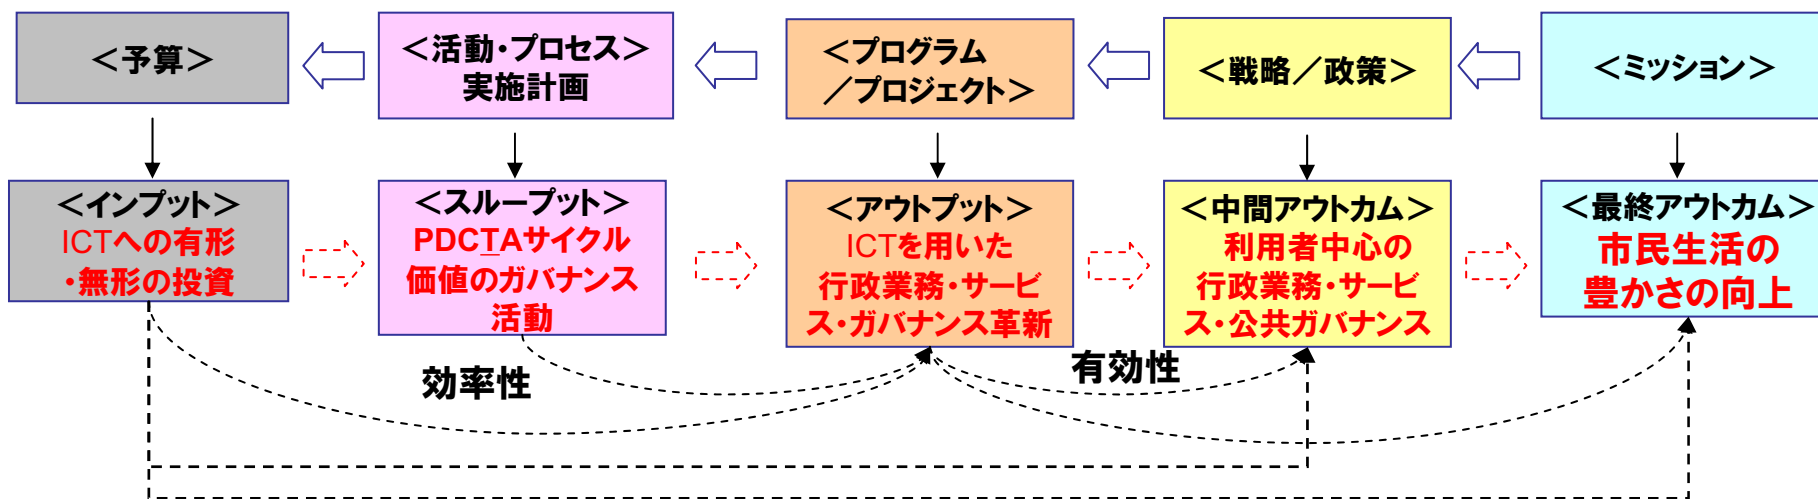 ＜予算＞
＜活動・プロセス＞
実施計画
＜プログラム
／プロジェクト＞
＜戦略／政策＞
＜ミッション＞
＜インプット＞
ICTへの有形
・無形の投資
＜スループット＞
PDCTAサイクル
価値のガバナンス
活動
＜アウトプット＞
ICTを用いた
行政業務・サービ
ス・ガバナンス革新
＜中間アウトカム＞
利用者中心の
行政業務・サービ
ス・公共ガバナンス
＜最終アウトカム＞
市民生活の
豊かさの向上
効率性
有効性